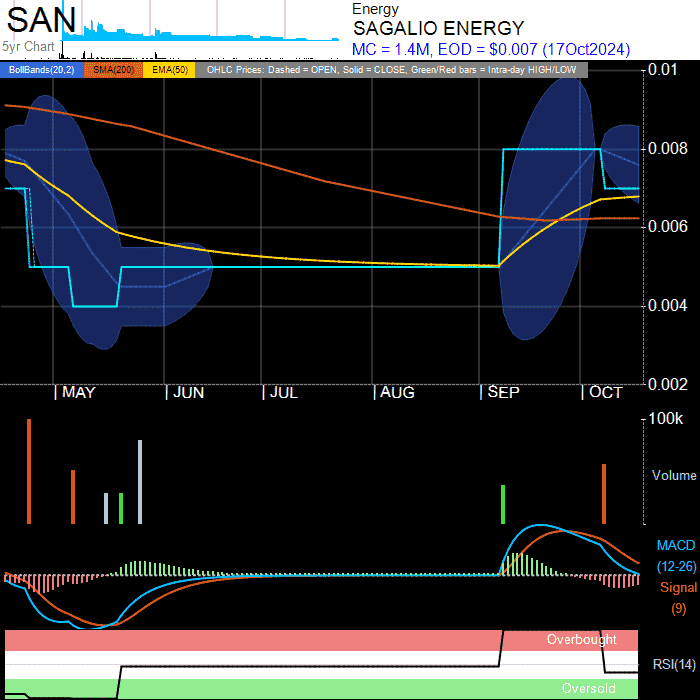 SAN
5yr Chart
Energy
SAGALIO ENERGY
MC = 1.4M, EOD = $0.007 (17Oct2024)
BollBands(20,2) SMA(200) EMA(50) OHLC Prices: Dashed = OPEN, Solid = CLOSE, Green/Red bars = Intra-day HIGH/LOW
0.01
0.008
0.006
0.004
0.002
MAY JUN JUL AUG SEP OCT
100k
Volume
MACD
(12-26)
Signal
(9)
Overbought
RSI(14)
Oversold